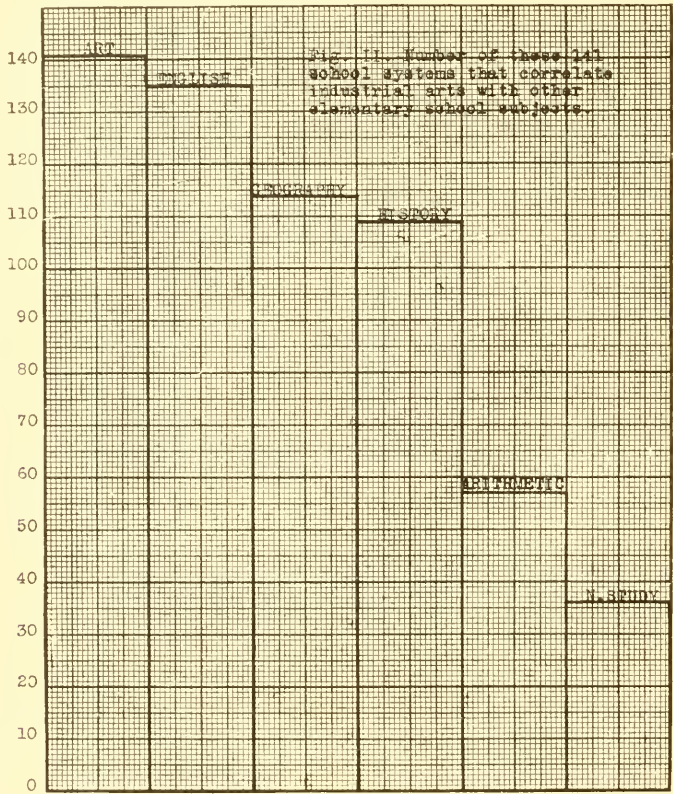 Fig. II. Number of these 141
school systems that correlate
industrial arts with other
elementary school subjects.
ART
ENGLISH
GEOGRAPHY
HISTORY
ARITHMETIC
N.STUDY
140
130
120
110
100
90
80
70
60
50
40
30
20
10
0